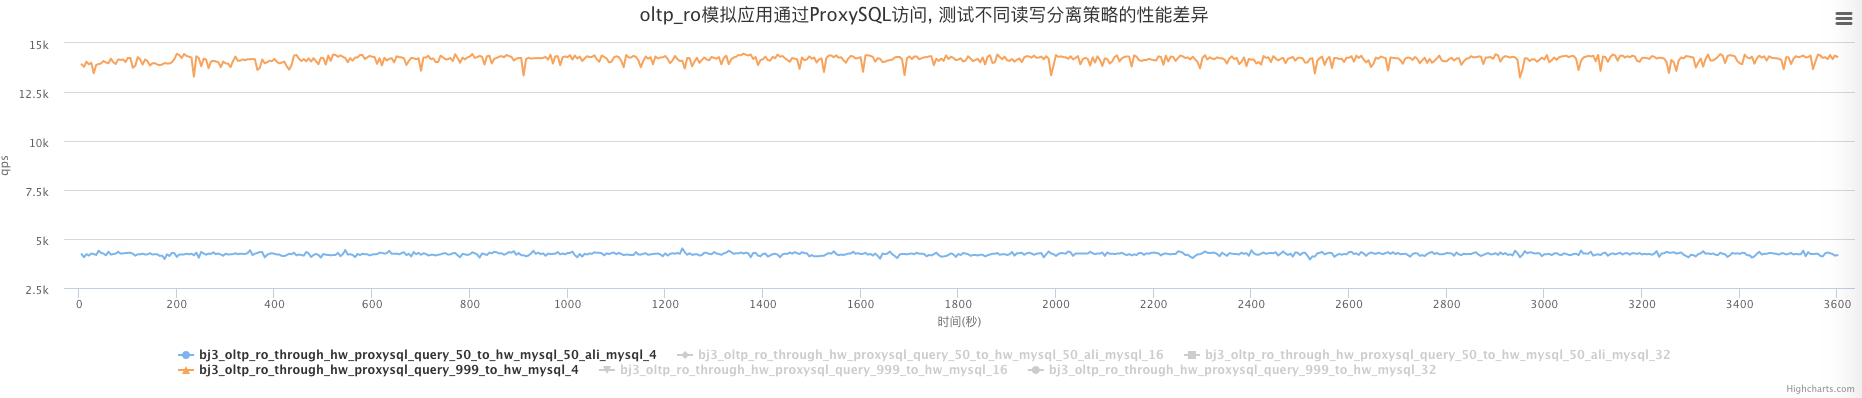 oltp_ro模拟应用通过ProxySQL访问, 测试不同读写分离策略的性能差异
15k
12.5k
10k
7.5k
5k
2.5k
qps
0 200 400 600 800 1000 1200 1400 1600 1800 2000 2200 2400 2600 2800 3000 3200 3400 3600
时间(秒)
bj3_oltp_ro_through_hw_proxysql_query_50_to_hw_mysql_50_ali_mysql_4 bj3_oltp_ro_through_hw_proxysql_query_50_to_hw_mysql_50_ali_mysql_16 bj3_oltp_ro_through_hw_proxysql_query_50_to_hw_mysql_50_ali_mysql_32
bj3_oltp_ro_through_hw_proxysql_query_999_to_hw_mysql_4 bj3_oltp_ro_through_hw_proxysql_query_999_to_hw_mysql_16 bj3_oltp_ro_through_hw_proxysql_query_999_to_hw_mysql_32
Highcharts.com